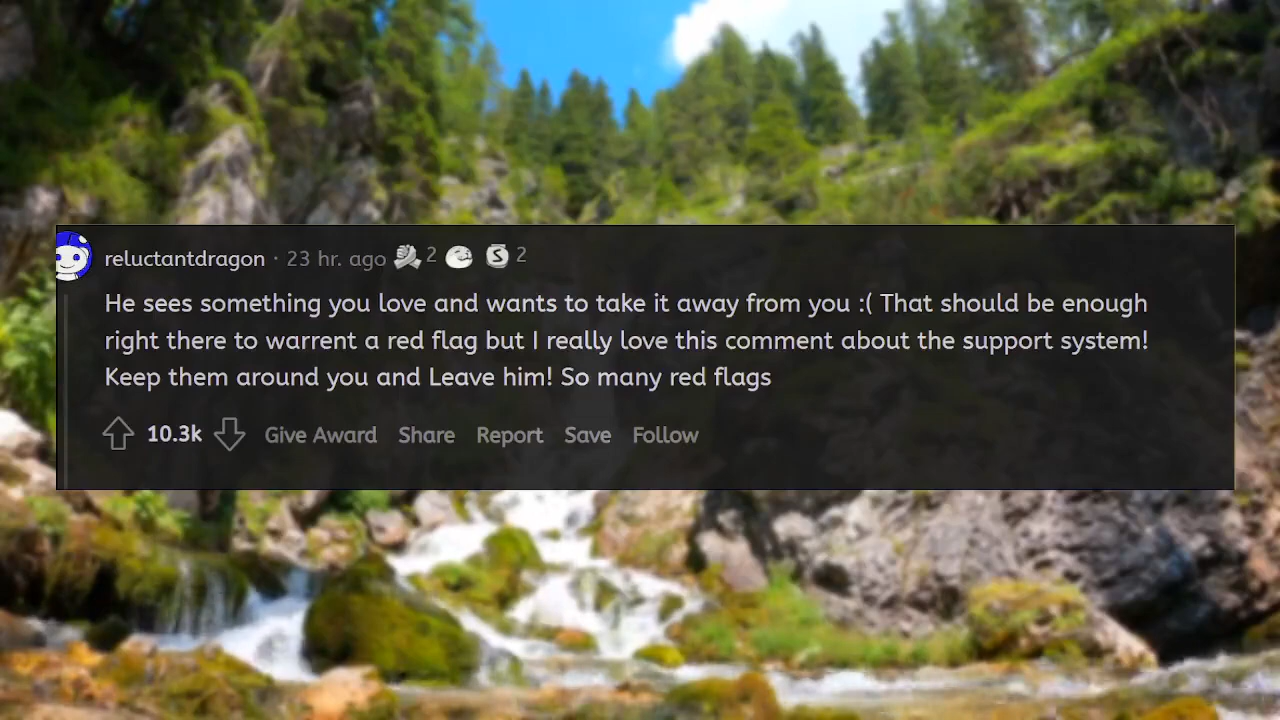 reluctantdragon · 23 hr. ago 2 2
He sees something you love and wants to take it away from you :( That should be enough
right there to warrent a red flag but I really love this comment about the support system!
Keep them around you and Leave him! So many red flags
10.3k Give Award Share Report Save Follow